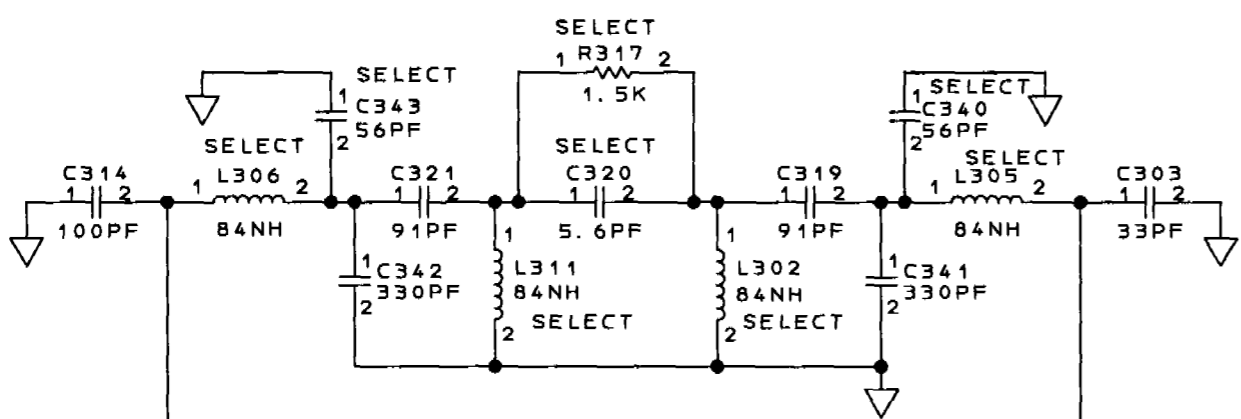 SELECT
1 R317 2
1.5K
SELECT
1 C343
56PF
2
SELECT
1 C340
56PF
2
SELECT
1 L306 2
84NH
SELECT
C320
1 2
5.6PF
SELECT
1 L305 2
84NH
C314
1 2
100PF
C321
1 2
91PF
C319
1 2
91PF
C303
1 2
33PF
1 C342
330PF
2
1
L311
84NH
SELECT
2
1
L302
84NH
SELECT
2
1 C341
330PF
2